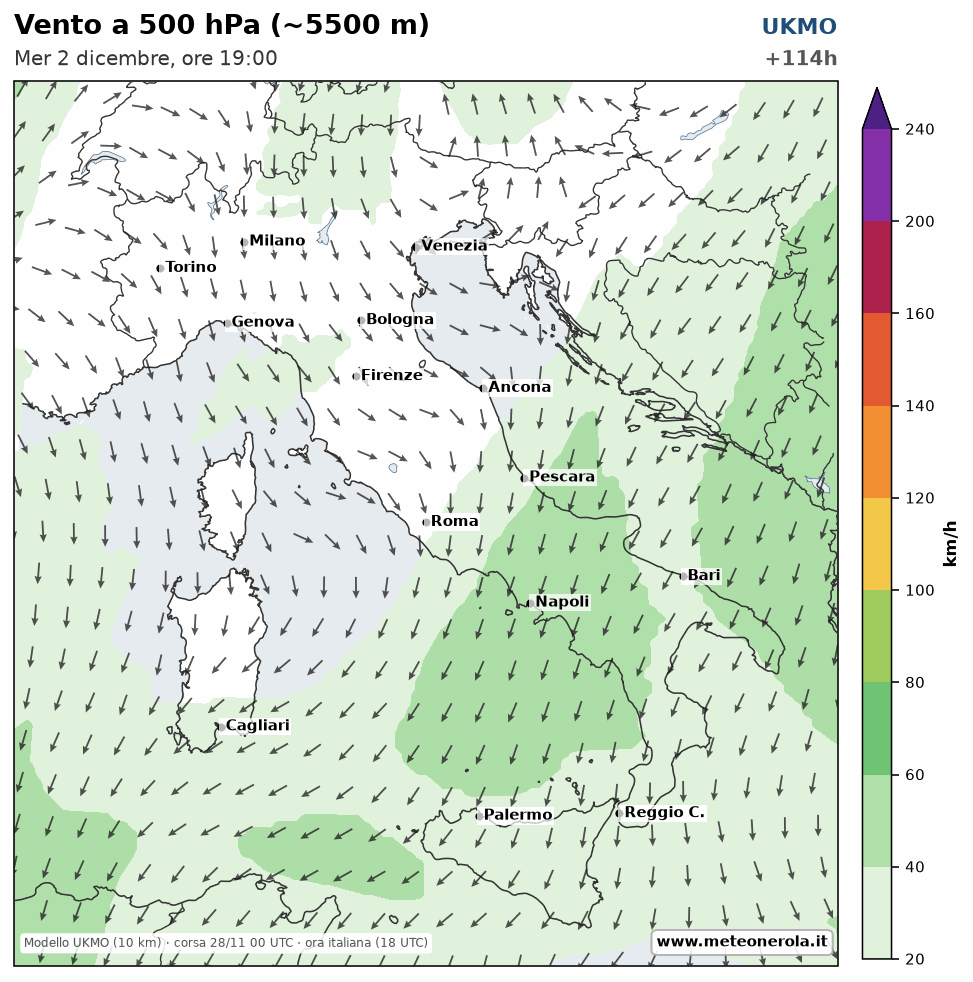 Vento a 500 hPa (~5500 m)
UKMO
Mer 2 dicembre, ore 19:00
+114h
240
200
160
140
120
100
80
60
40
20
km/h
Milano
Venezia
Torino
Genova
Bologna
Firenze
Ancona
Pescara
Roma
Bari
Napoli
Cagliari
Palermo
Reggio C.
Modello UKMO (10 km) · corsa 28/11 00 UTC · ora italiana (18 UTC)
www.meteonerola.it